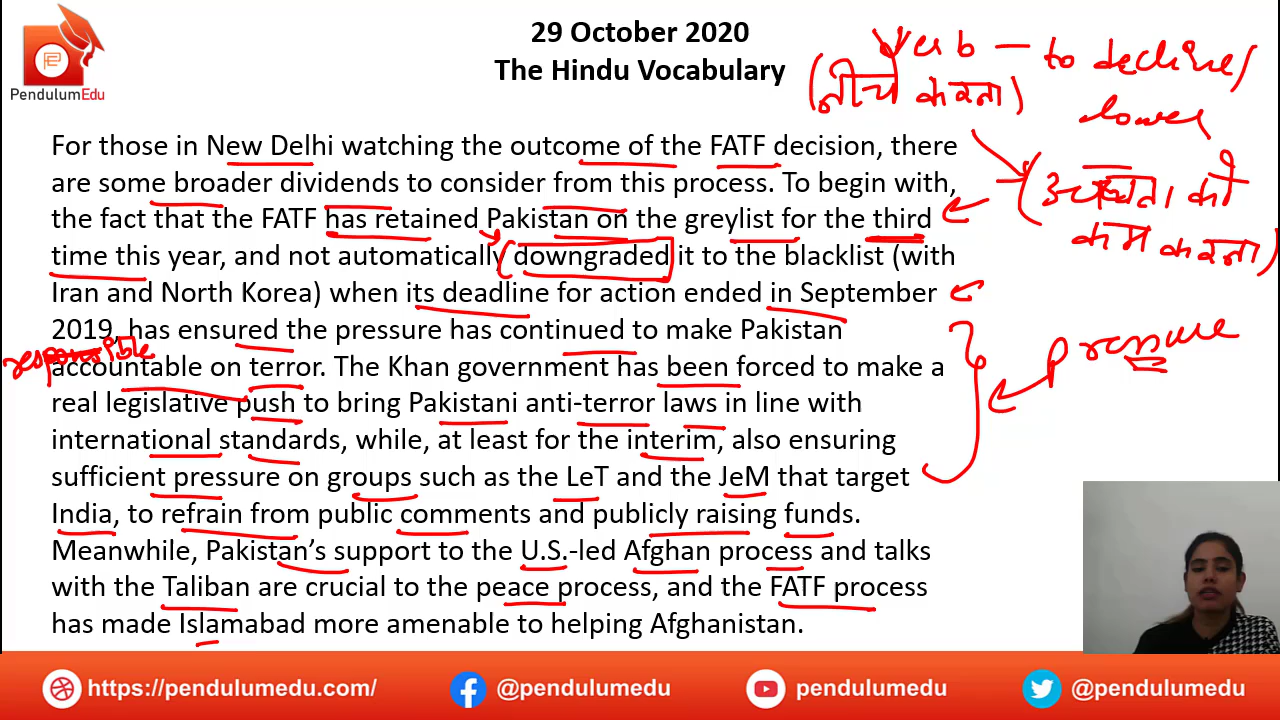 29 October 2020
The Hindu Vocabulary
PendulumEdu
verb – to decline/
lower
(नीचे करना)
For those in New Delhi watching the outcome of the FATF decision, there
are some broader dividends to consider from this process. To begin with,
the fact that the FATF has retained Pakistan on the greylist for the third
time this year, and not automatically (downgraded) it to the blacklist (with
Iran and North Korea) when its deadline for action ended in September
2019, has ensured the pressure has continued to make Pakistan
accountable on terror. The Khan government has been forced to make a
real legislative push to bring Pakistani anti-terror laws in line with
international standards, while, at least for the interim, also ensuring
sufficient pressure on groups such as the LeT and the JeM that target
India, to refrain from public comments and publicly raising funds.
Meanwhile, Pakistan's support to the U.S.-led Afghan process and talks
with the Taliban are crucial to the peace process, and the FATF process
has made Islamabad more amenable to helping Afghanistan.
की
कम करना)
responsible
pressure
https://pendulumedu.com/
@pendulumedu
pendulumedu
@pendulumedu